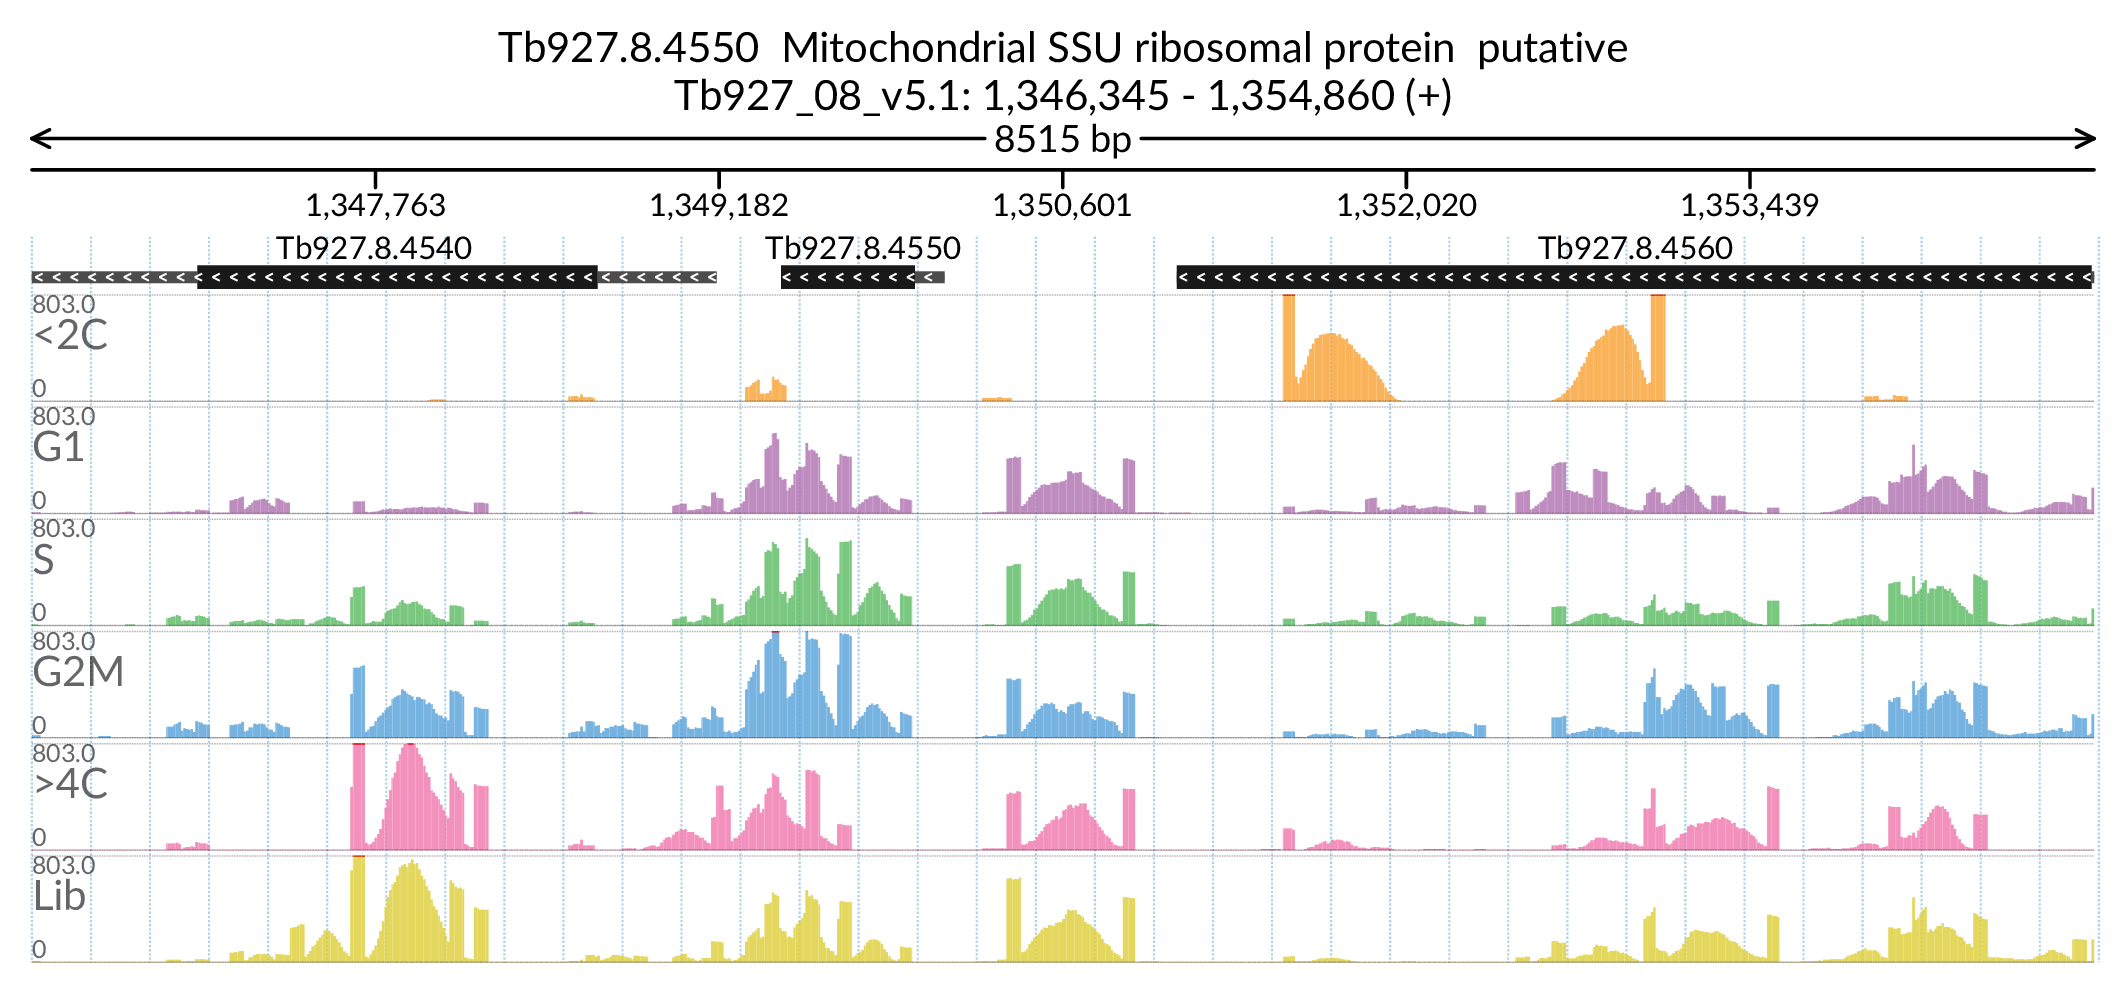 Tb927.8.4550  Mitochondrial SSU ribosomal protein  putative
Tb927_08_v5.1: 1,346,345 - 1,354,860 (+)
8515 bp
1,347,763 1,349,182 1,350,601 1,352,020 1,353,439
Tb927.8.4540 Tb927.8.4550 Tb927.8.4560
803.0
<2C
0
803.0
G1
0
803.0
S
0
803.0
G2M
0
803.0
>4C
0
803.0
Lib
0